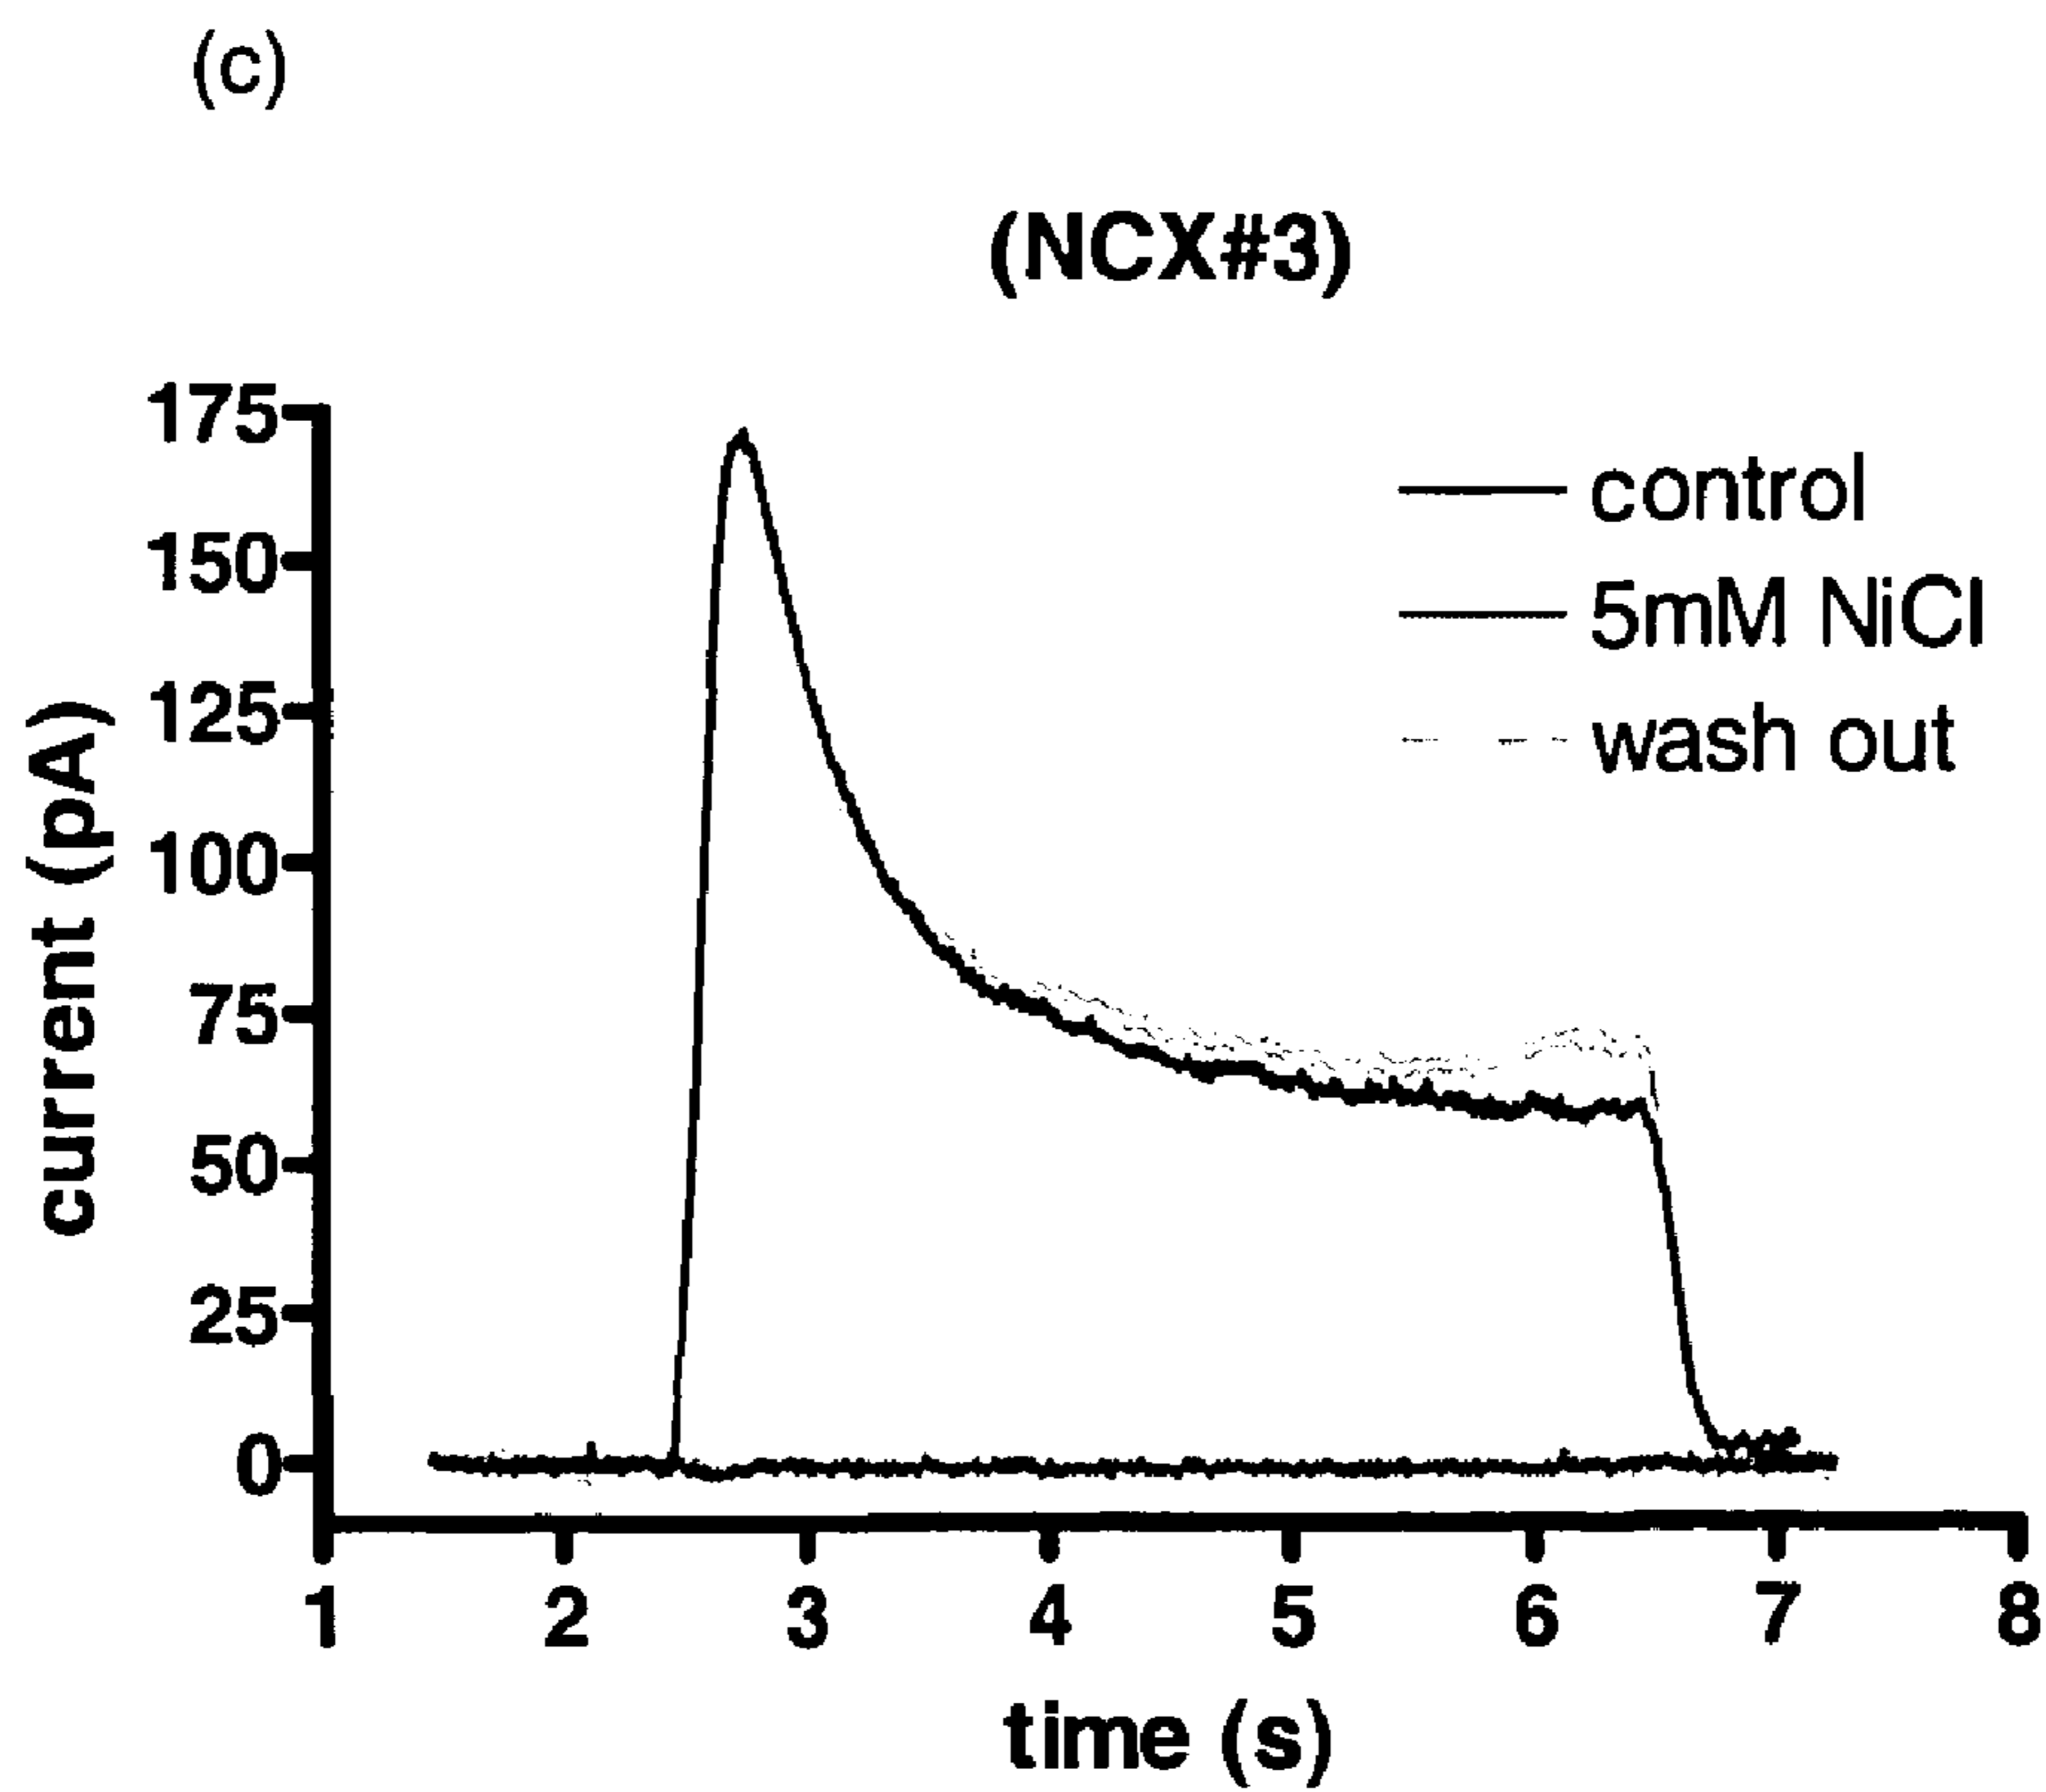 (c)
(NCX#3)
175
150
125
100
75
50
25
0
current (pA)
control
5mM NiCl
wash out
1 2 3 4 5 6 7 8
time (s)